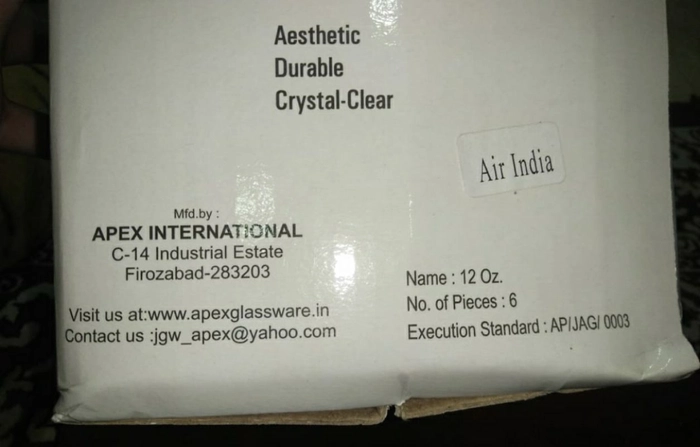 Aesthetic
Durable
Crystal-Clear
Air India
Mfd.by :
APEX INTERNATIONAL
C-14 Industrial Estate
Firozabad-283203
Visit us at:www.apexglassware.in
Contact us :jgw_apex@yahoo.com
Name : 12 Oz.
No. of Pieces : 6
Execution Standard : AP/JAG/ 0003